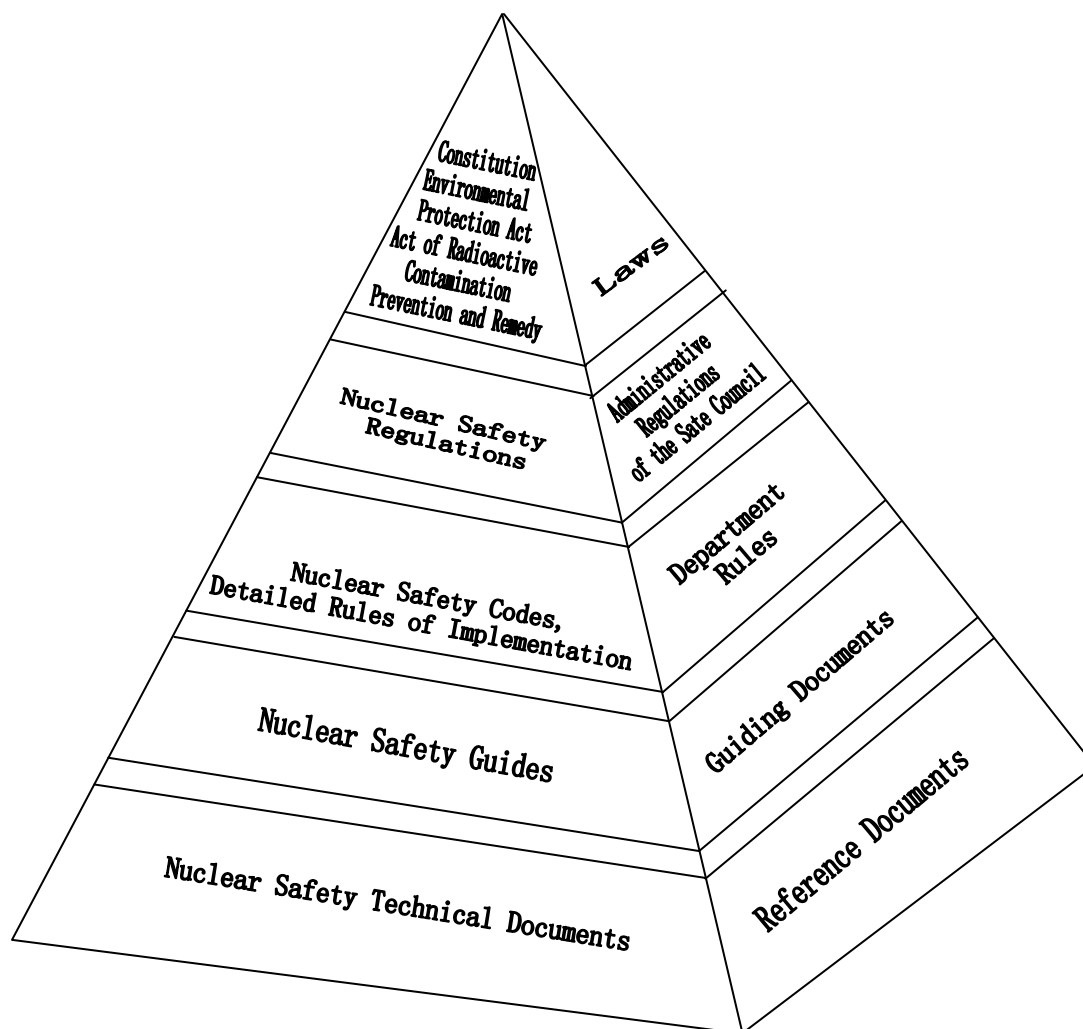 Constitution
Environmental
Protection Act
Act of Radioactive
Contamination
Prevention and Remedy
Laws
Nuclear Safety
Regulations
Administrative
Regulations
of the Sate Council
Nuclear Safety Codes,
Detailed Rules of Implementation
Department
Rules
Nuclear Safety Guides
Guiding Documents
Nuclear Safety Technical Documents
Reference Documents